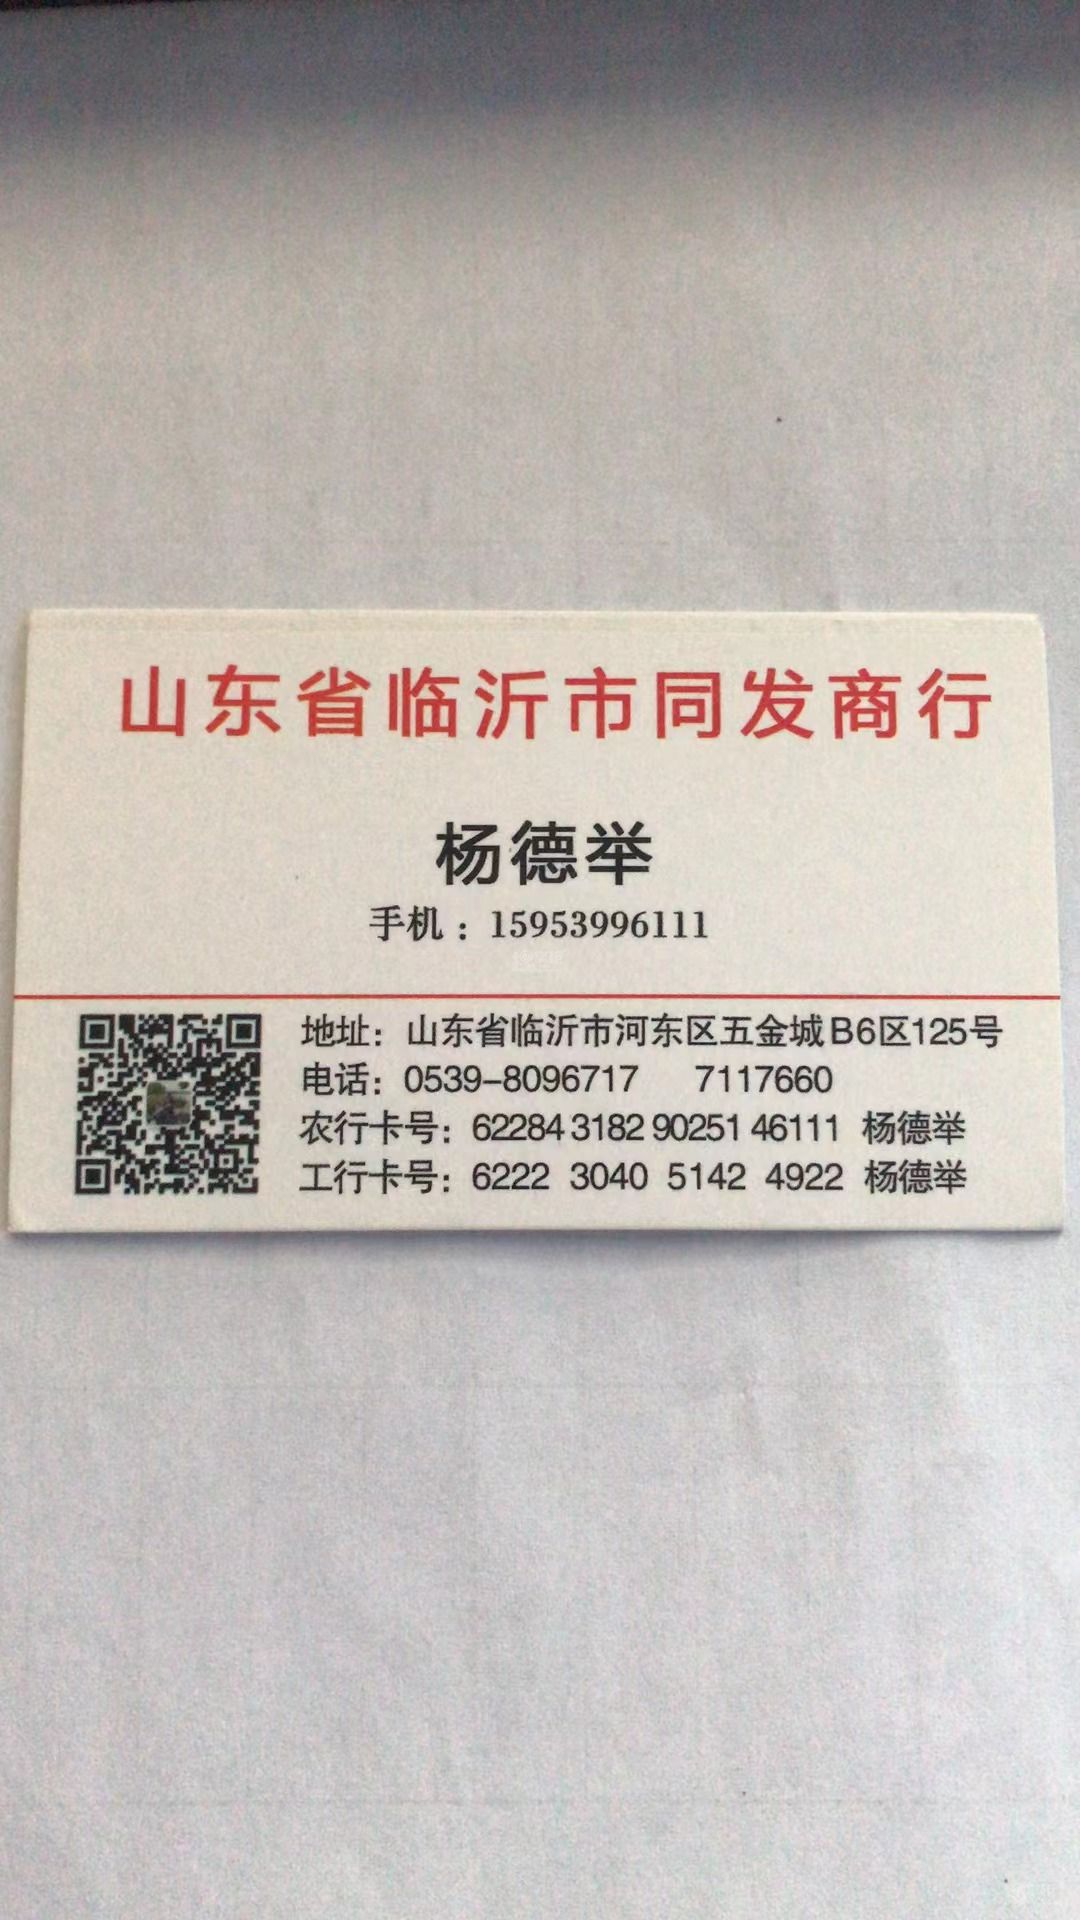 山东省临沂市同发商行
杨德举
手机：15953996111
地址：山东省临沂市河东区五金城B6区125号
电话：0539-8096717 7117660
农行卡号：62284 3182 90251 46111 杨德举
工行卡号：6222 3040 5142 4922 杨德举